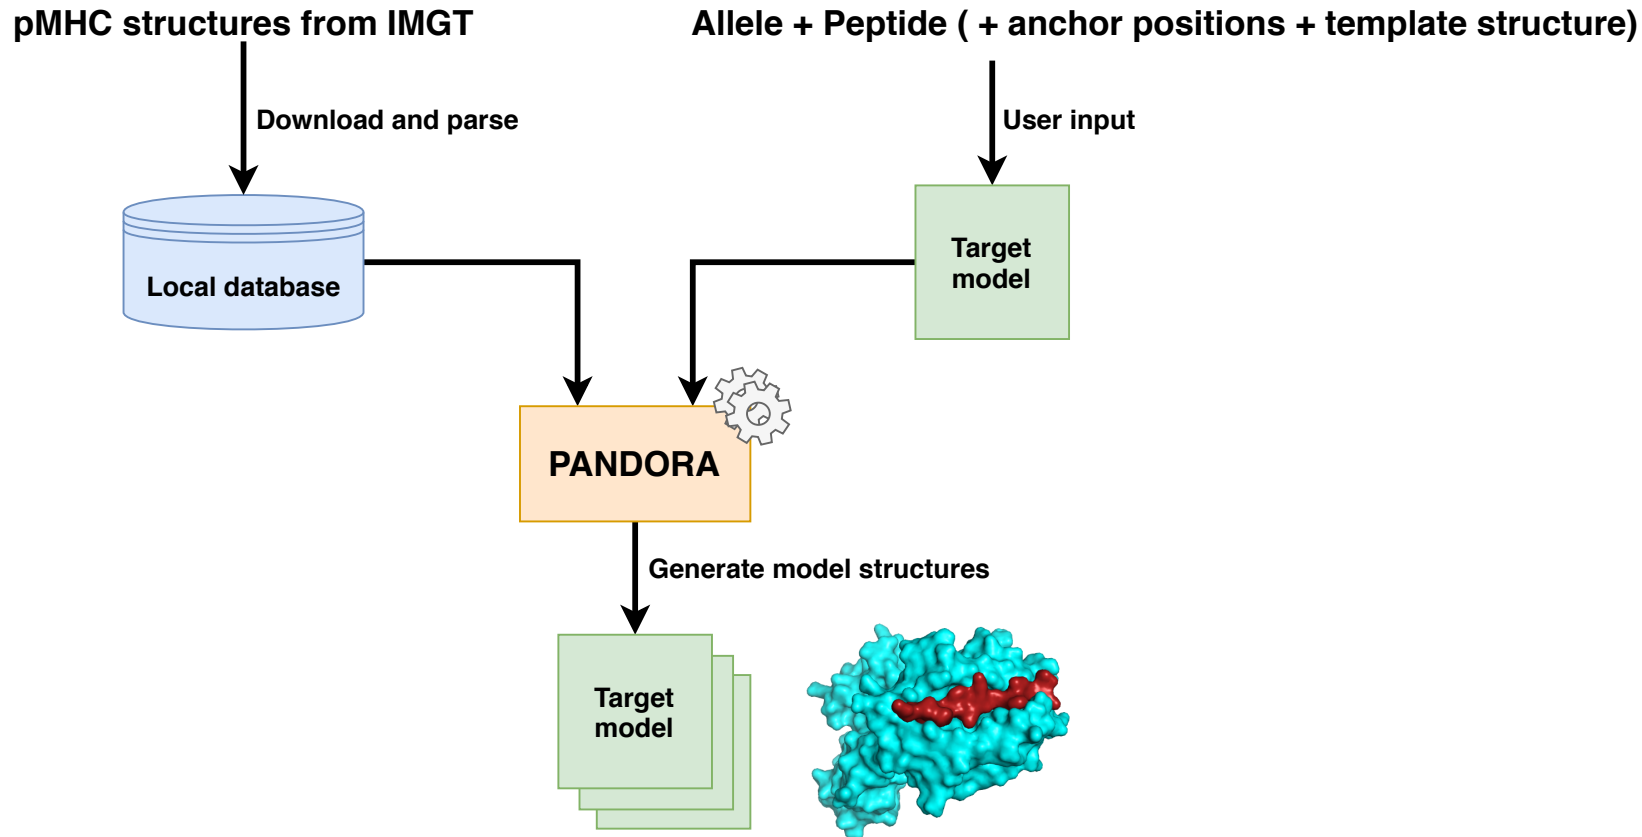 pMHC structures from IMGT
Allele + Peptide ( + anchor positions + template structure)
Download and parse
User input
Local database
Target
model
PANDORA
Generate model structures
Target
model